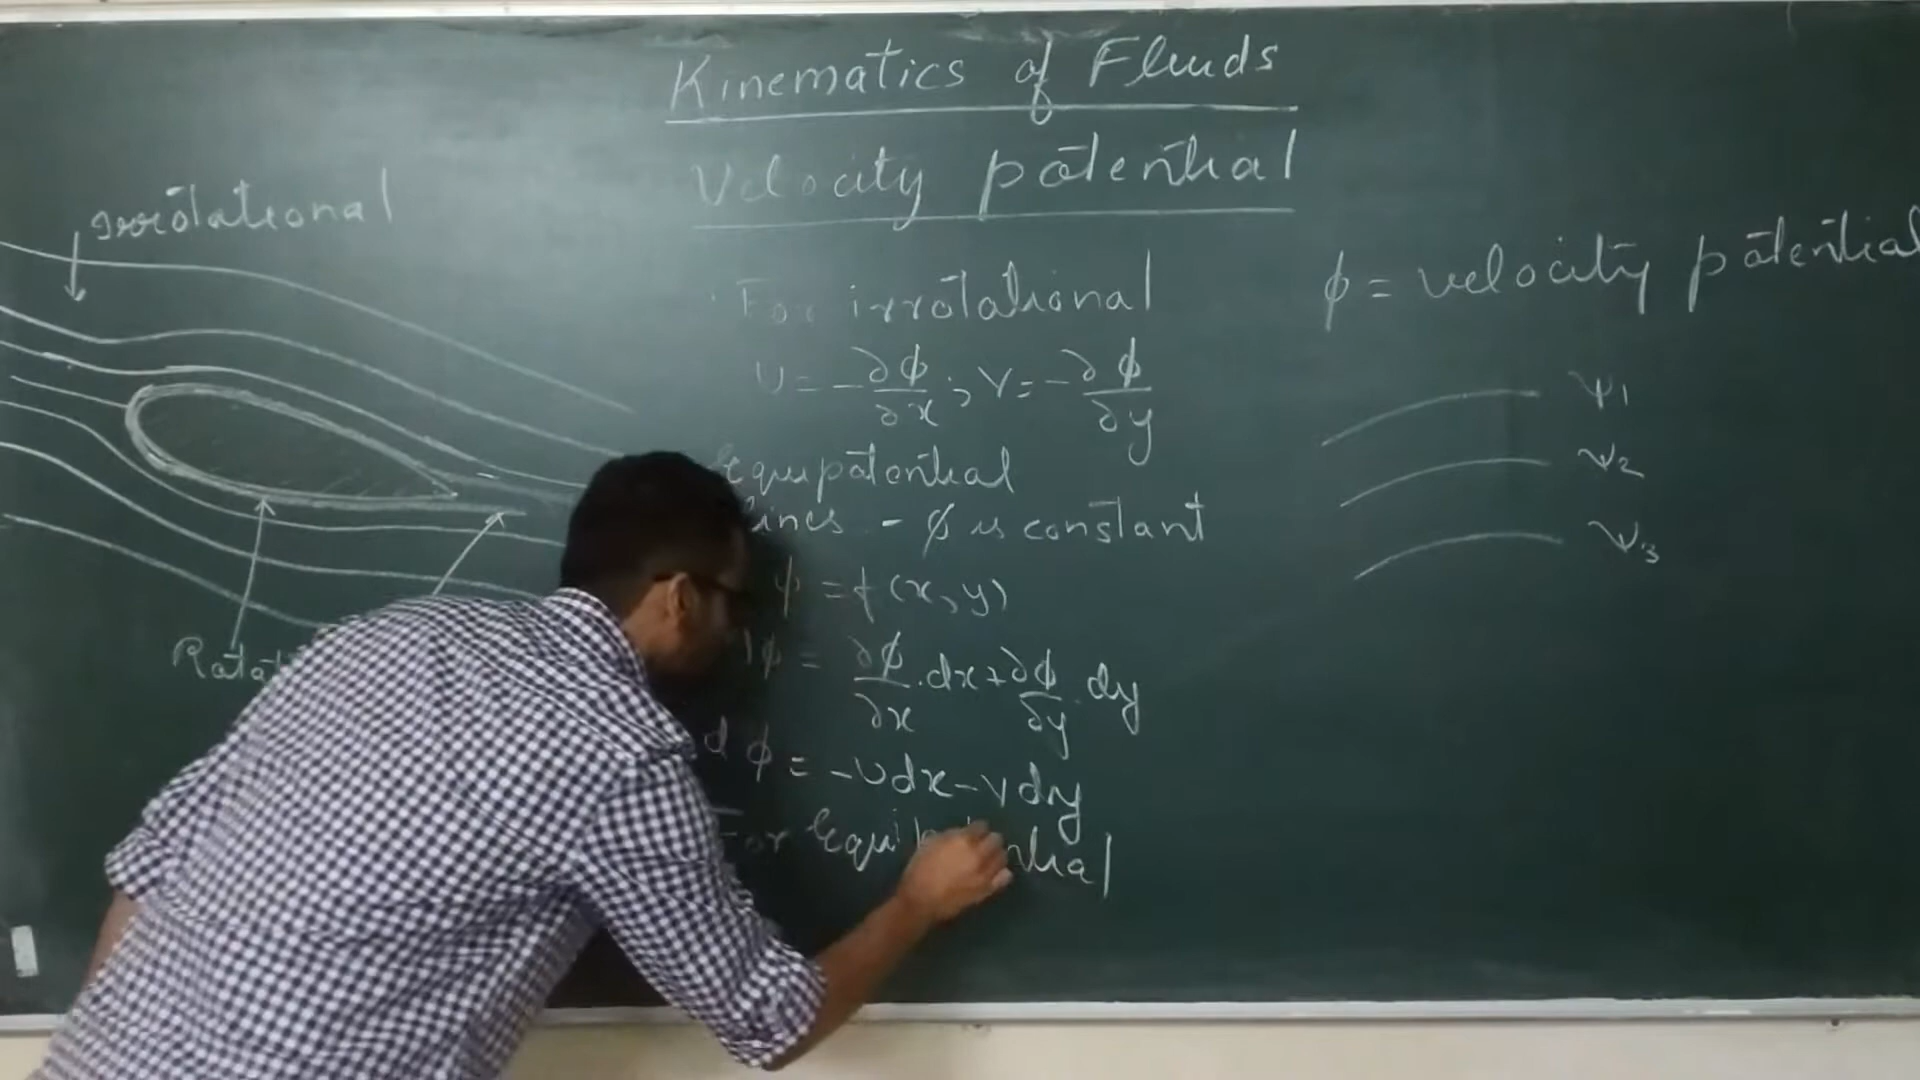 Kinematics of Fluids
Velocity potential
Irrotational
For irrotational
U = -∂φ/∂x ; V = -∂φ/∂y
Equipotential
lines - φ is constant
φ = f(x, y)
dφ = ∂φ/∂x . dx + ∂φ/∂y . dy
dφ = -Udx - Vdy
For Equipotential
φ = velocity potential
ψ1
ψ2
ψ3